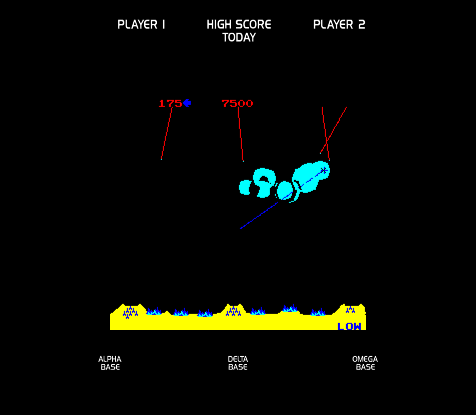 PLAYER 1 HIGH SCORE PLAYER 2
TODAY
175 7500
LOW
ALPHA DELTA OMEGA
BASE BASE BASE